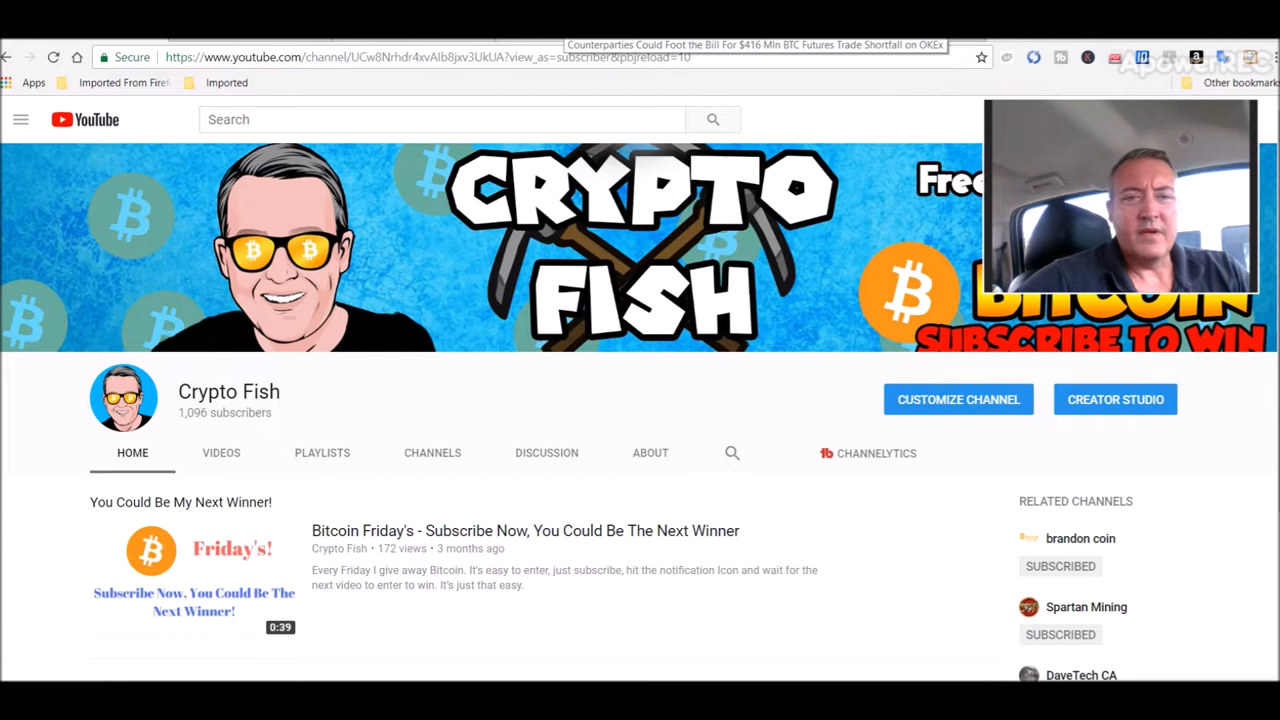 Counterparties Could Foot the Bill For $416 Mln BTC Futures Trade Shortfall on OKEx
Secure
https://www.youtube.com/channel/UCw8Nrhdr4xvAIb8jxv3UkUA?view_as=subscriber&pbjreload=10
ApowerREC
Apps
Imported From Firef
Imported
Other bookmarks
YouTube
Search
CRYPTO
FISH
Free
BITCOIN
SUBSCRIBE TO WIN
Crypto Fish
1,096 subscribers
CUSTOMIZE CHANNEL
CREATOR STUDIO
HOME
VIDEOS
PLAYLISTS
CHANNELS
DISCUSSION
ABOUT
CHANNELYTICS
You Could Be My Next Winner!
Friday's!
Subscribe Now, You Could Be The
Next Winner!
0:39
Bitcoin Friday's - Subscribe Now, You Could Be The Next Winner
Crypto Fish • 172 views • 3 months ago
Every Friday I give away Bitcoin. It's easy to enter, just subscribe, hit the notification Icon and wait for the
next video to enter to win. It's just that easy.
RELATED CHANNELS
brandon coin
SUBSCRIBED
Spartan Mining
SUBSCRIBED
DaveTech CA